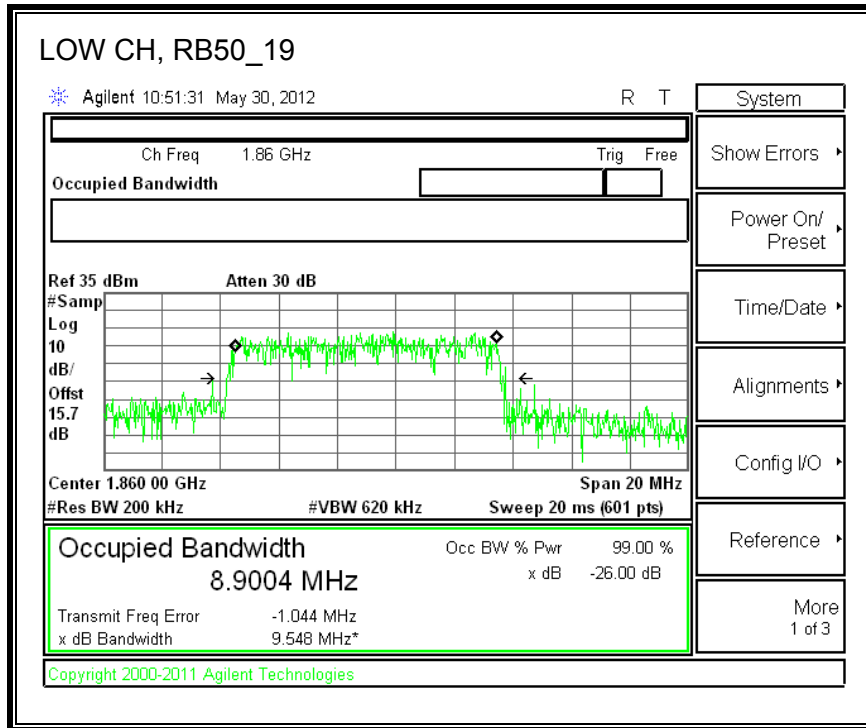 LOW CH, RB50_19
Agilent 10:51:31 May 30, 2012 R T
System
Ch Freq 1.86 GHz Trig Free
Occupied Bandwidth
Show Errors
Power On/
Preset
Ref 35 dBm Atten 30 dB
#Samp
Log
10
dB/
Offst
15.7
dB
Time/Date
Alignments
Center 1.860 00 GHz Span 20 MHz
#Res BW 200 kHz #VBW 620 kHz Sweep 20 ms (601 pts)
Config I/O
Occupied Bandwidth Occ BW % Pwr 99.00 %
8.9004 MHz x dB -26.00 dB
Transmit Freq Error -1.044 MHz
x dB Bandwidth 9.548 MHz*
Reference
More
1 of 3
Copyright 2000-2011 Agilent Technologies